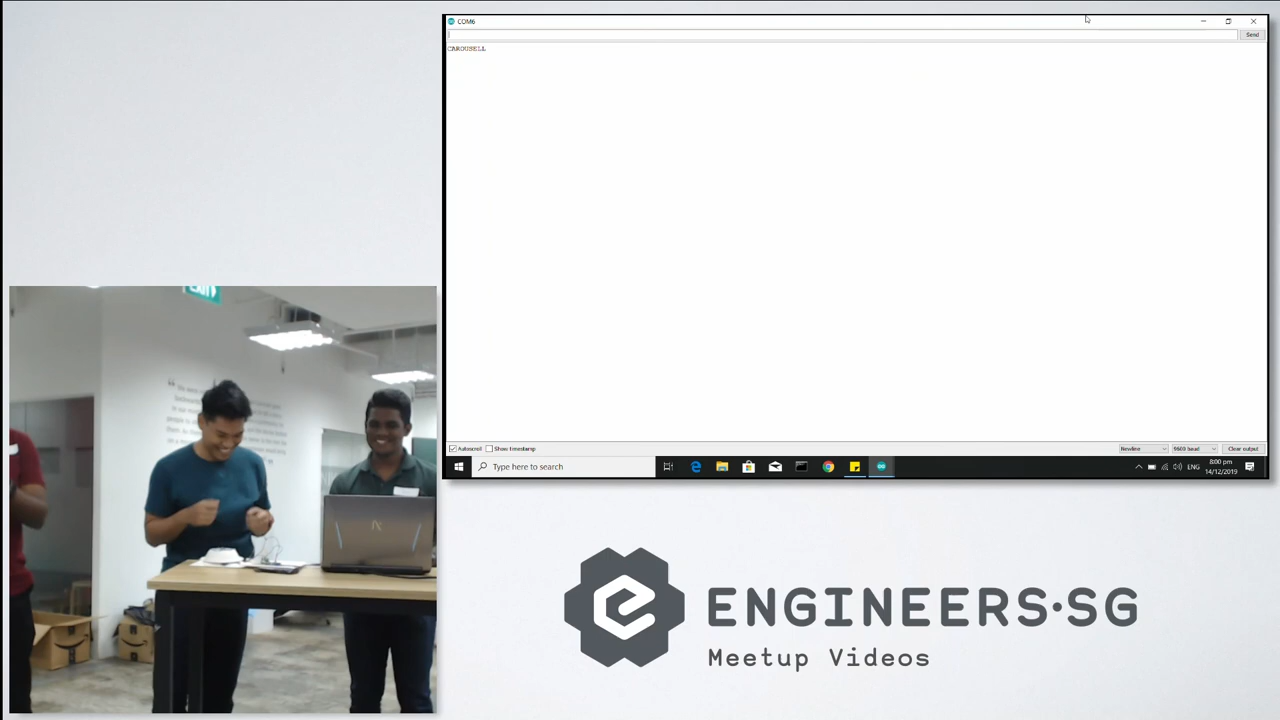 COM6
Send
CAROUSELL
Autoscroll
Show timestamp
Newline
9600 baud
Clear output
Type here to search
ENG
8:00 pm
14/12/2019
EXIT
ENGINEERS·SG
Meetup Videos